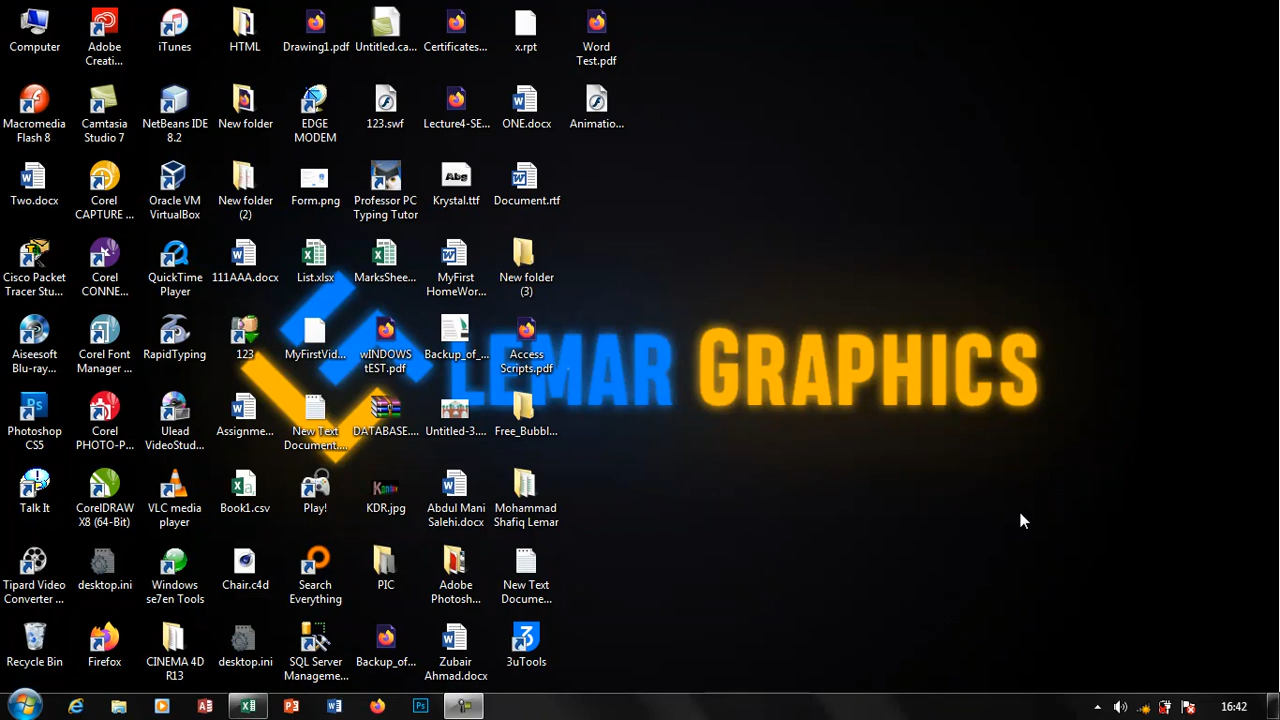 Computer
Adobe
Creati...
iTunes
HTML
Drawing1.pdf
Untitled.ca...
Certificates...
x.rpt
Word
Test.pdf
Macromedia
Flash 8
Camtasia
Studio 7
NetBeans IDE
8.2
New folder
EDGE
MODEM
123.swf
Lecture4-SE...
ONE.docx
Animatio...
Two.docx
Corel
CAPTURE ...
Oracle VM
VirtualBox
New folder
(2)
Form.png
Professor PC
Typing Tutor
Abg
Krystal.ttf
Document.rtf
Cisco Packet
Tracer Stu...
Corel
CONNE...
QuickTime
Player
111AAA.docx
List.xlsx
MarksShee...
MyFirst
HomeWor...
New folder
(3)
Aiseesoft
Blu-ray...
Corel Font
Manager ...
RapidTyping
123
MyFirstVid...
wINDOWS
tEST.pdf
Backup_of_...
Access
Scripts.pdf
LEMAR GRAPHICS
Ps
Photoshop
CS5
Corel
PHOTO-P...
Ulead
VideoStud...
Assignme...
New Text
Document....
DATABASE....
Untitled-3....
Free_Bubbl...
Talk It
CorelDRAW
X8 (64-Bit)
VLC media
player
Book1.csv
Play!
KDR.jpg
Abdul Mani
Salehi.docx
Mohammad
Shafiq Lemar
Tipard Video
Converter ...
desktop.ini
Windows
se7en Tools
Chair.c4d
Search
Everything
PIC
Adobe
Photosh...
New Text
Docume...
Recycle Bin
Firefox
CINEMA 4D
R13
desktop.ini
SQL Server
Manageme...
Backup_of...
Zubair
Ahmad.docx
3uTools
Ps
16:42